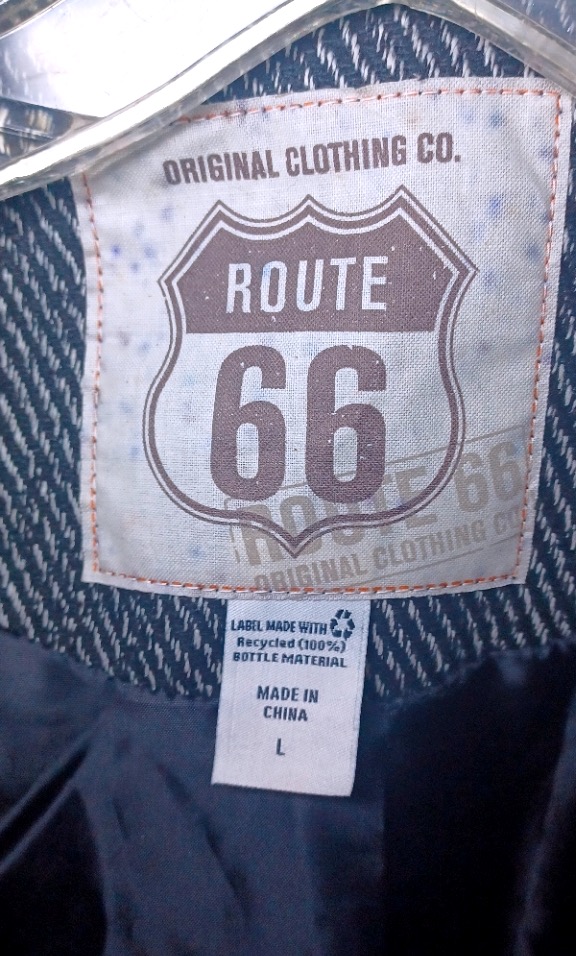 ORIGINAL CLOTHING CO.
ROUTE
66
ROUTE 66
ORIGINAL CLOTHING CO
LABEL MADE WITH
Recycled (100%)
BOTTLE MATERIAL
MADE IN
CHINA
L